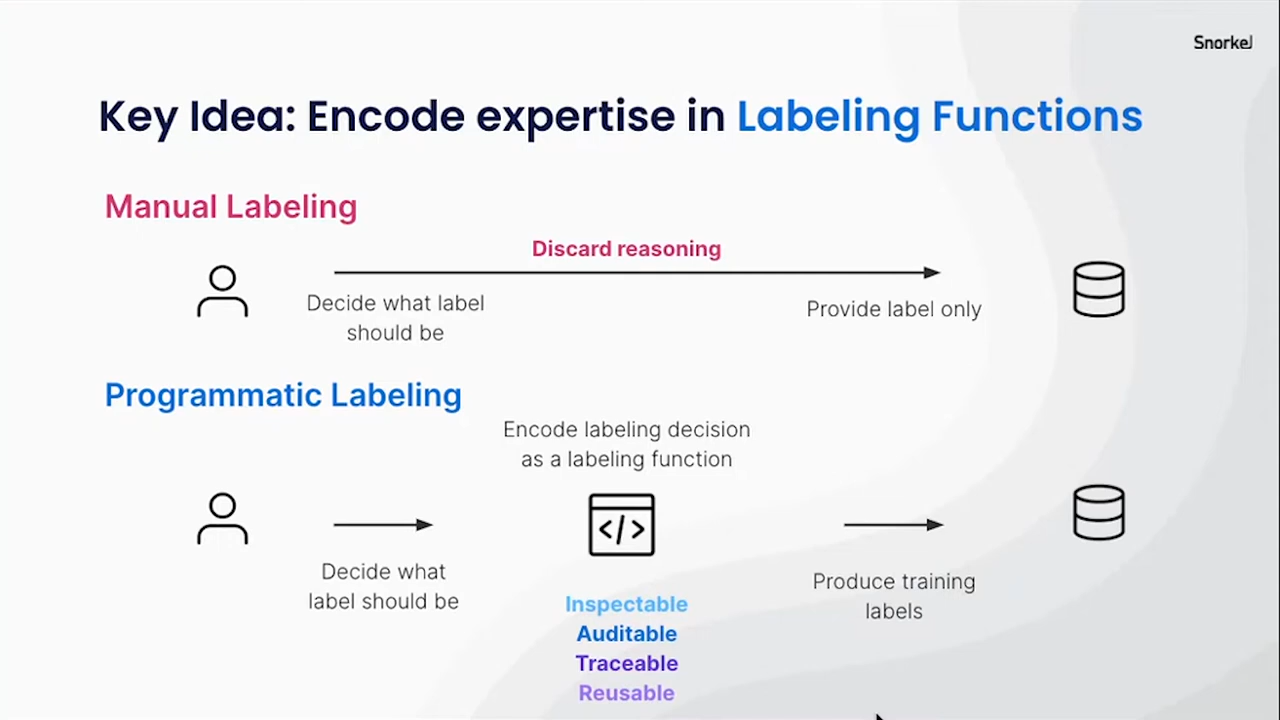 Snorkel
Key Idea: Encode expertise in Labeling Functions
Manual Labeling
Discard reasoning
Decide what label
should be
Provide label only
Programmatic Labeling
Encode labeling decision
as a labeling function
</>
Decide what
label should be
Produce training
labels
Inspectable
Auditable
Traceable
Reusable